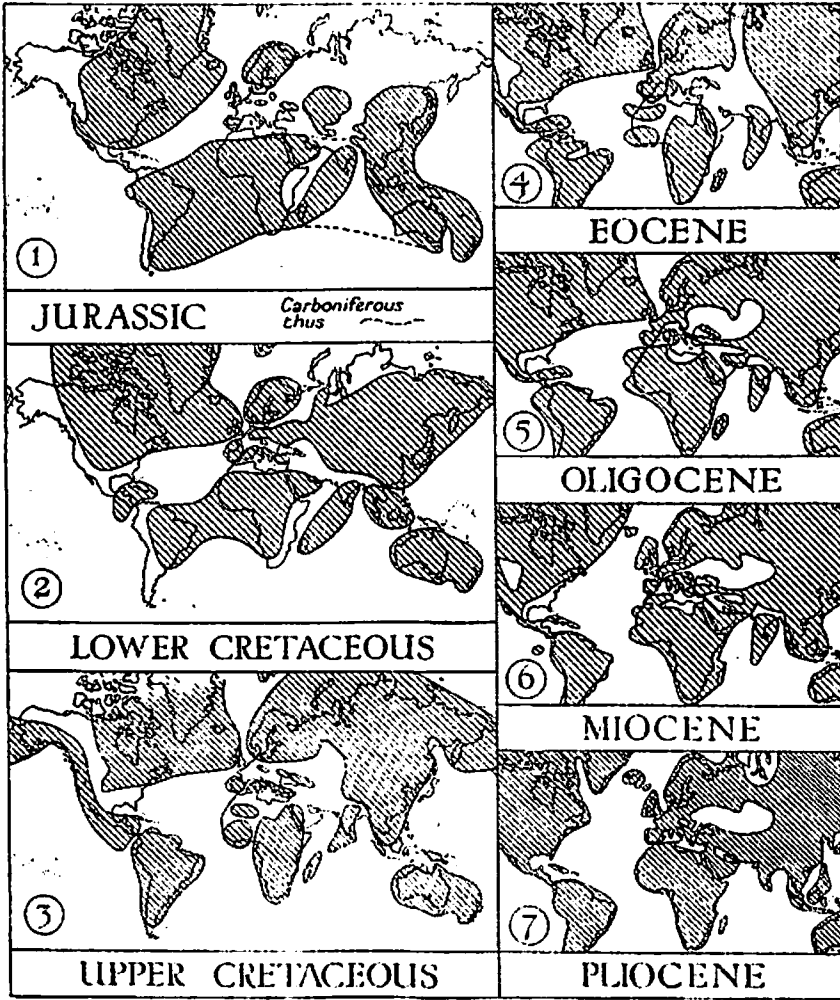 1
JURASSIC
Carboniferous
thus
2
LOWER CRETACEOUS
3
UPPER CRETACEOUS
4
EOCENE
5
OLIGOCENE
6
MIOCENE
7
PLIOCENE